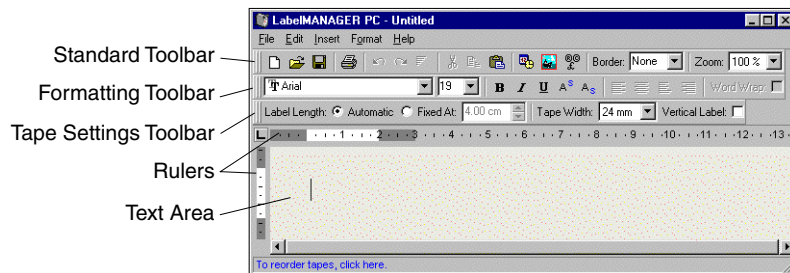 LabelMANAGER PC - Untitled
File Edit Insert Format Help
Standard Toolbar
Border: None Zoom: 100 %
Formatting Toolbar
Arial 19 B I U A S A S Word Wrap:
Tape Settings Toolbar
Label Length: Automatic Fixed At: 4.00 cm Tape Width: 24 mm Vertical Label:
L 1 2 3 4 5 6 7 8 9 10 11 12 13
Rulers
Text Area
To reorder tapes, click here.